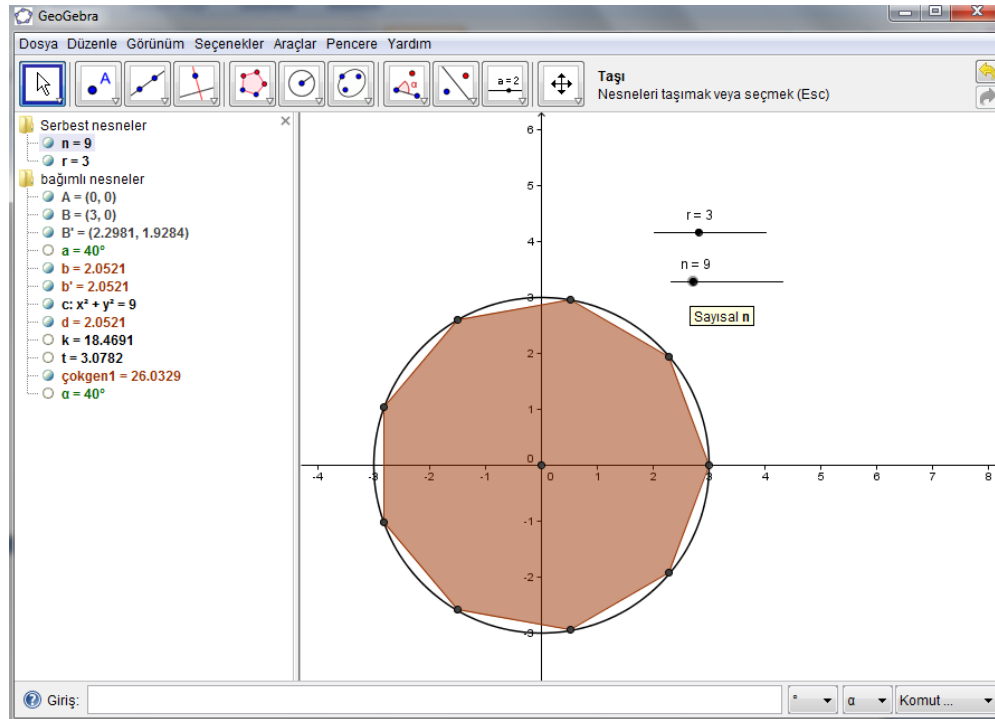 GeoGebra
Dosya Düzenle Görünüm Seçenekler Araçlar Pencere Yardım
A
α
a = 2
Taşı
Nesneleri taşımak veya seçmek (Esc)
Serbest nesneler
n = 9
r = 3
bağımlı nesneler
A = (0, 0)
B = (3, 0)
B' = (2.2981, 1.9284)
a = 40°
b = 2.0521
b' = 2.0521
c: x² + y² = 9
d = 2.0521
k = 18.4691
t = 3.0782
çokgen1 = 26.0329
α = 40°
6
5
r = 3
4
n = 9
3
Sayısal n
2
1
0
-4 -3 -2 -1 0 1 2 3 4 5 6 7 8
-1
-2
-3
Giriş:
° α Komut ...